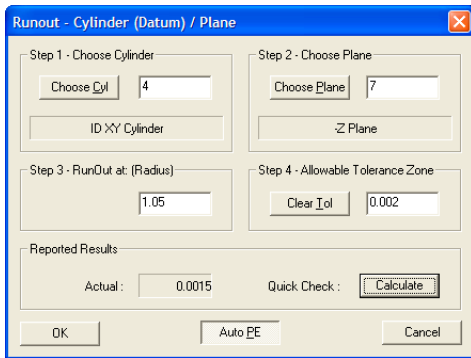 Runout - Cylinder (Datum) / Plane
Step 1 - Choose Cylinder
Choose Cyl 4
ID XY Cylinder
Step 2 - Choose Plane
Choose Plane 7
-Z Plane
Step 3 - RunOut at: (Radius)
1.05
Step 4 - Allowable Tolerance Zone
Clear Tol 0.002
Reported Results
Actual : 0.0015 Quick Check : Calculate
OK Auto PE Cancel